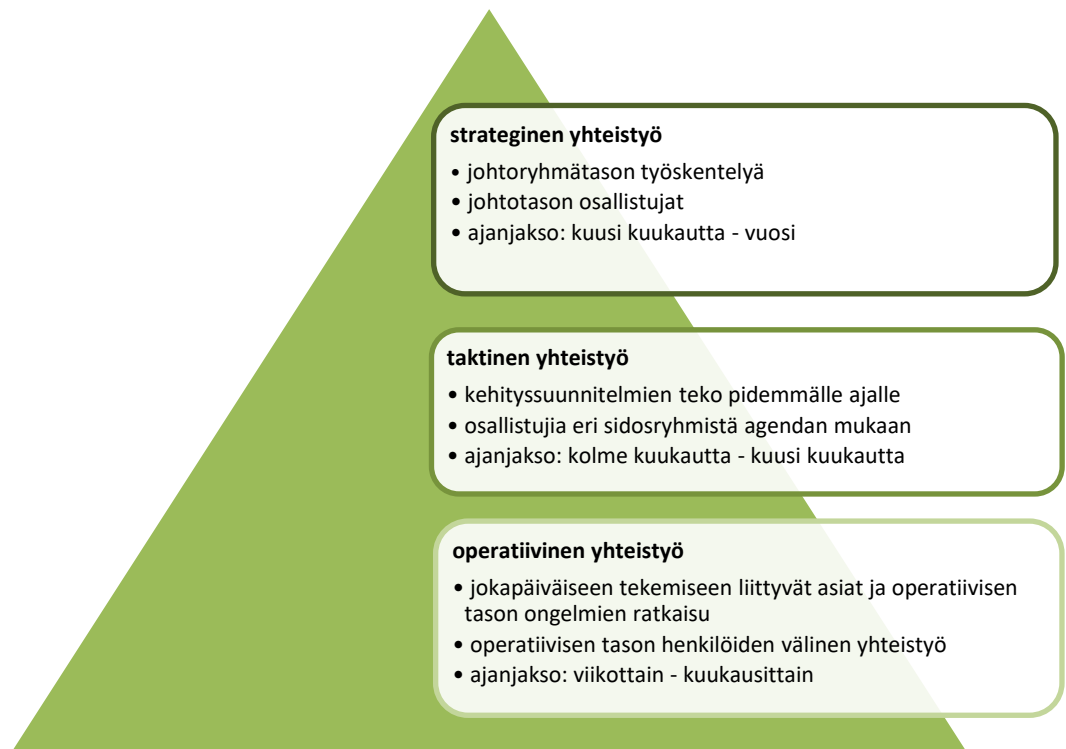 strateginen yhteistyö
• johtoryhmätason työskentelyä
• johtotason osallistujat
• ajanjakso: kuusi kuukautta - vuosi
taktinen yhteistyö
• kehityssuunnitelmien teko pidemmälle ajalle
• osallistujia eri sidosryhmistä agendan mukaan
• ajanjakso: kolme kuukautta - kuusi kuukautta
operatiivinen yhteistyö
• jokapäiväiseen tekemiseen liittyvät asiat ja operatiivisen
tason ongelmien ratkaisu
• operatiivisen tason henkilöiden välinen yhteistyö
• ajanjakso: viikottain - kuukausittain